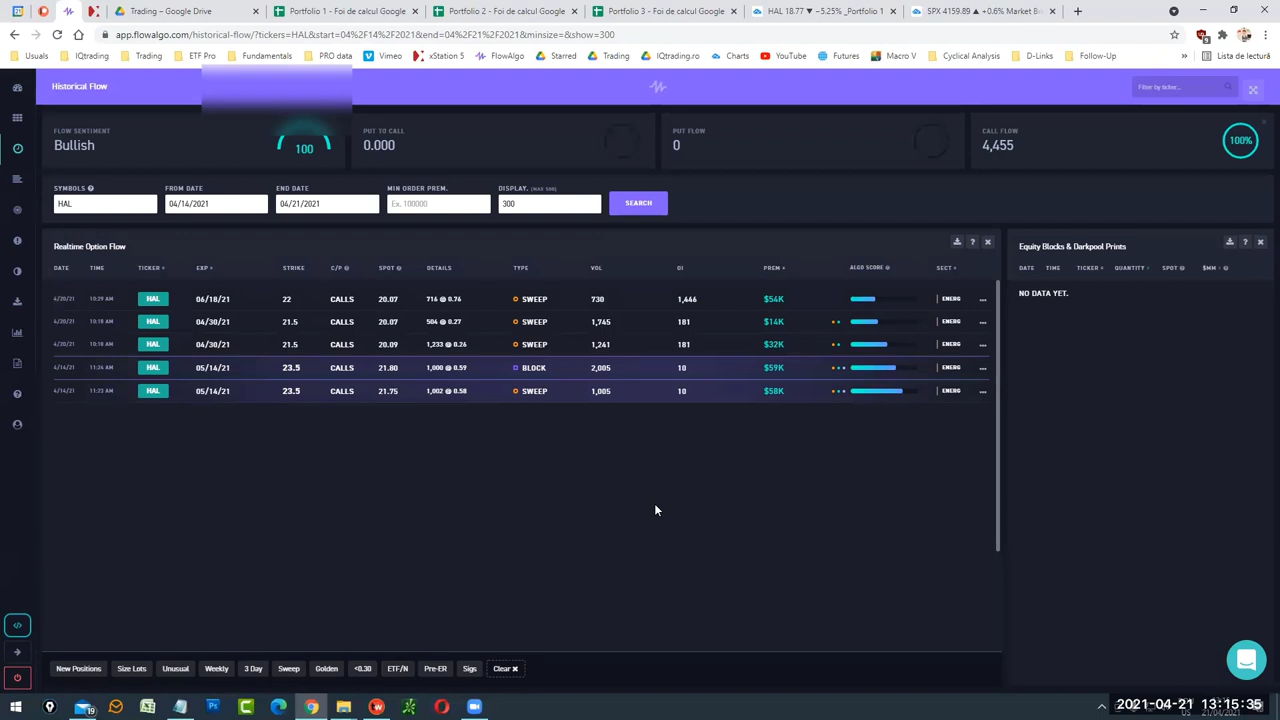 Trading – Google Drive
Portfolio 1 - Foi de calcul Google
Portfolio 2 - Foi de calcul Google
Portfolio 3 - Foi de calcul Google
HAL 18.77 ▼ −5.25% _Portfolio 1
SPX 4159.89 ▲ +0.6% Market Br
app.flowalgo.com/historical-flow/?tickers=HAL&start=04%2F14%2F2021&end=04%2F21%2F2021&minsize=&show=300
Usuals
IQtrading
ETF Pro
Fundamentals
PRO data
Vimeo
xStation 5
FlowAlgo
Starred
Trading
IQtrading.ro
Charts
YouTube
Futures
Macro V
Cyclical Analysis
D-Links
Follow-Up
»
Lista de lectură
Historical Flow
Filter by ticker...
FLOW SENTIMENT
Bullish
100
PUT TO CALL
0.000
PUT FLOW
0
CALL FLOW
4,455
100%
SYMBOLS
FROM DATE
END DATE
MIN ORDER PREM.
DISPLAY. (MAX 500)
HAL
04/14/2021
04/21/2021
Ex. 100000
300
SEARCH
Realtime Option Flow
Equity Blocks & Darkpool Prints
DATE TIME TICKER EXP STRIKE C/P SPOT DETAILS TYPE VOL OI PREM ALGO SCORE SECT
DATE TIME TICKER QUANTITY SPOT $MM
NO DATA YET.
4/20/21 10:29 AM HAL 06/18/21 22 CALLS 20.07 716 @ 0.76 SWEEP 730 1,446 $54K ENERG
4/20/21 10:18 AM HAL 04/30/21 21.5 CALLS 20.07 504 @ 0.27 SWEEP 1,745 181 $14K ENERG
4/20/21 10:18 AM HAL 04/30/21 21.5 CALLS 20.09 1,233 @ 0.26 SWEEP 1,241 181 $32K ENERG
4/14/21 11:24 AM HAL 05/14/21 23.5 CALLS 21.80 1,000 @ 0.59 BLOCK 2,005 10 $59K ENERG
4/14/21 11:23 AM HAL 05/14/21 23.5 CALLS 21.75 1,002 @ 0.58 SWEEP 1,005 10 $58K ENERG
New Positions
Size Lots
Unusual
Weekly
3 Day
Sweep
Golden
<0.30
ETF/N
Pre-ER
Sigs
Clear ✖
19
2021-04-21 13:15:35